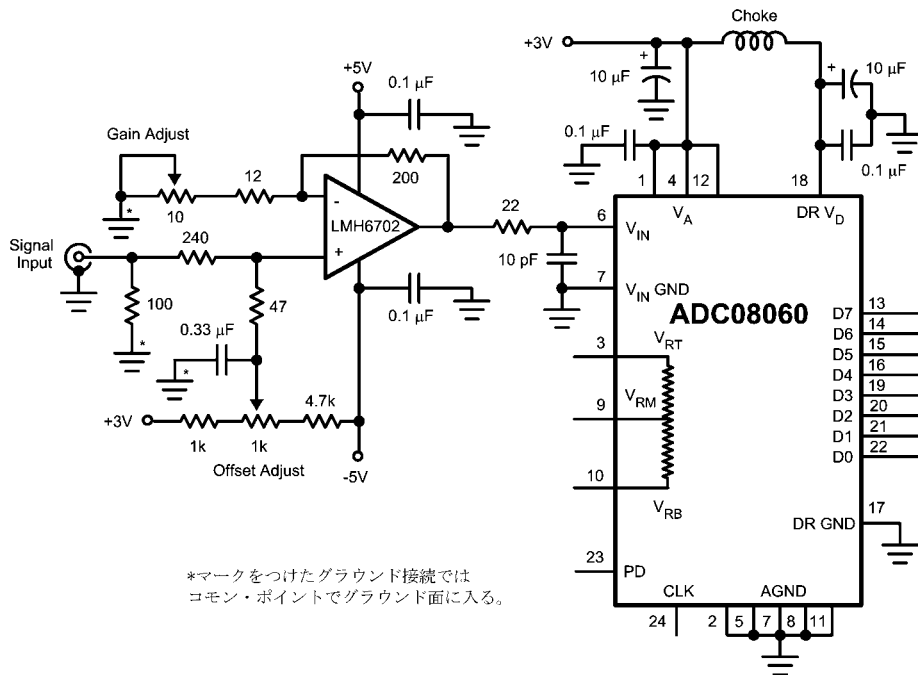 Choke
+3V
10 µF
+
10 µF
+
+5V
0.1 µF
0.1 µF
0.1 µF
Gain Adjust
12
200
10
*
-
LMH6702
+
1
4
12
18
V_A
DR V_D
22
6
V_IN
Signal
Input
240
10 pF
7
V_IN GND
100
47
0.1 µF
ADC08060
*
0.33 µF
*
D7 13
D6 14
D5 15
D4 16
D3 19
D2 20
D1 21
D0 22
3
V_RT
9
V_RM
10
V_RB
+3V
1k
1k
4.7k
Offset Adjust
-5V
17
DR GND
23
PD
*マークをつけたグラウンド接続では
コモン・ポイントでグラウンド面に入る。
CLK
AGND
24
2
5
7
8
11